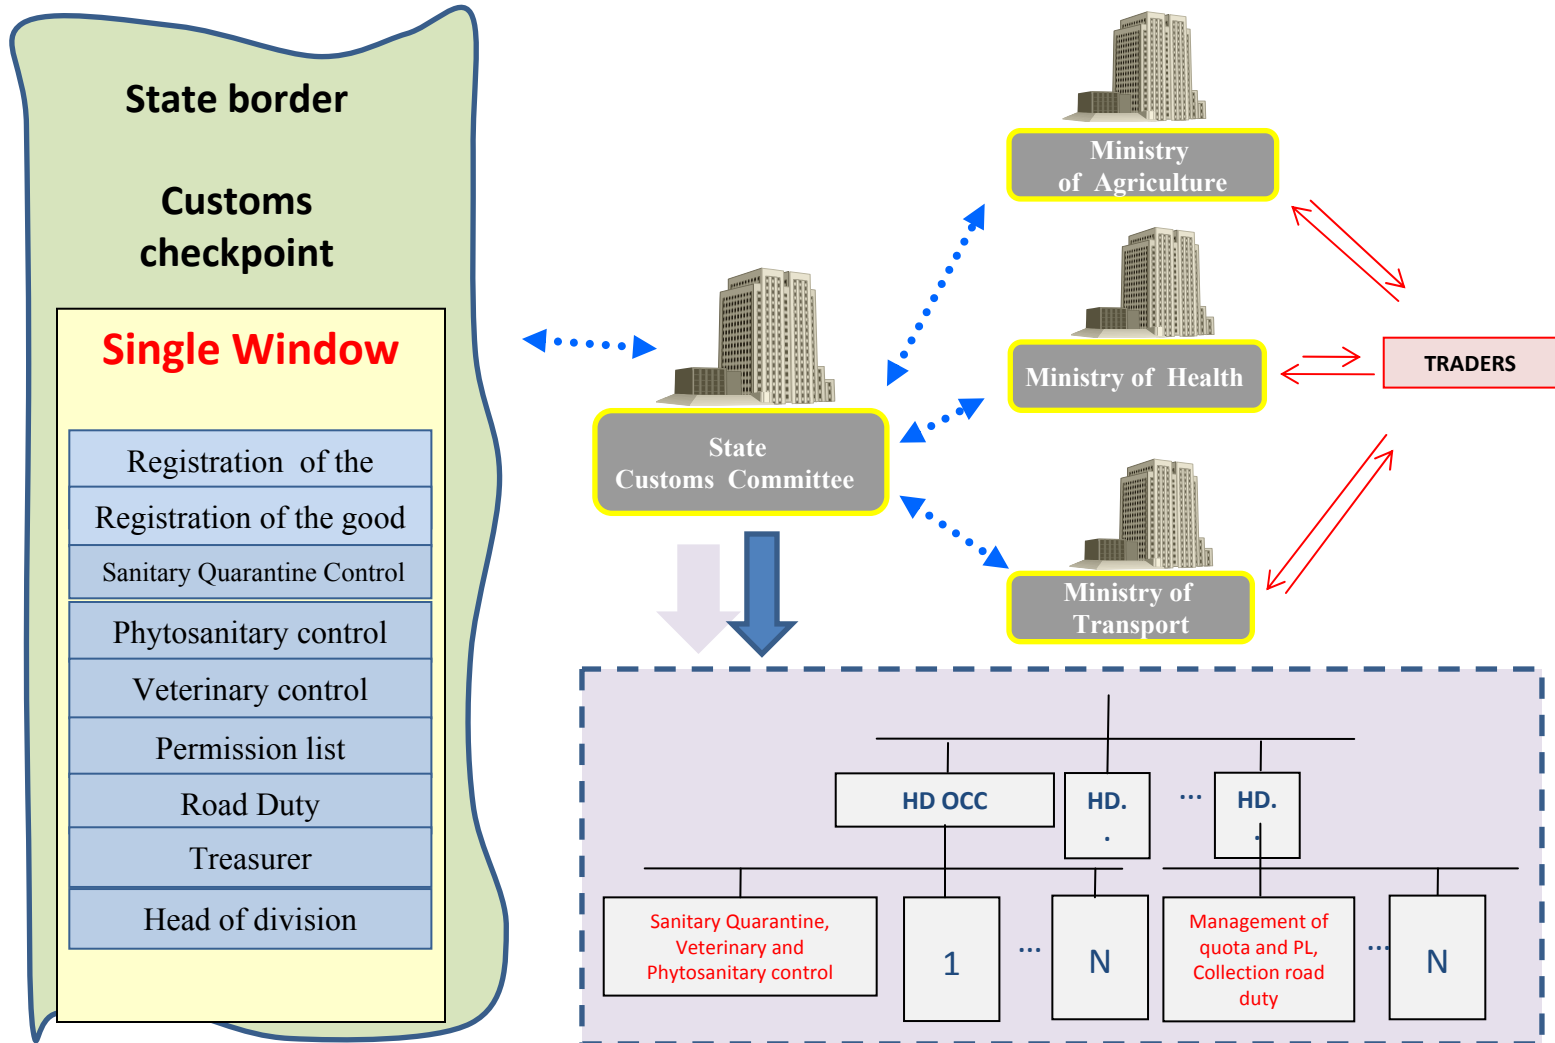 State border
Customs
checkpoint
Single Window
Registration of the
Registration of the good
Sanitary Quarantine Control
Phytosanitary control
Veterinary control
Permission list
Road Duty
Treasurer
Head of division
State
Customs Committee
Ministry
of Agriculture
Ministry of Health
Ministry of
Transport
TRADERS
HD OCC
HD.
.
...
HD.
.
Sanitary Quarantine,
Veterinary and
Phytosanitary control
1
...
N
Management of
quota and PL,
Collection road
duty
...
N